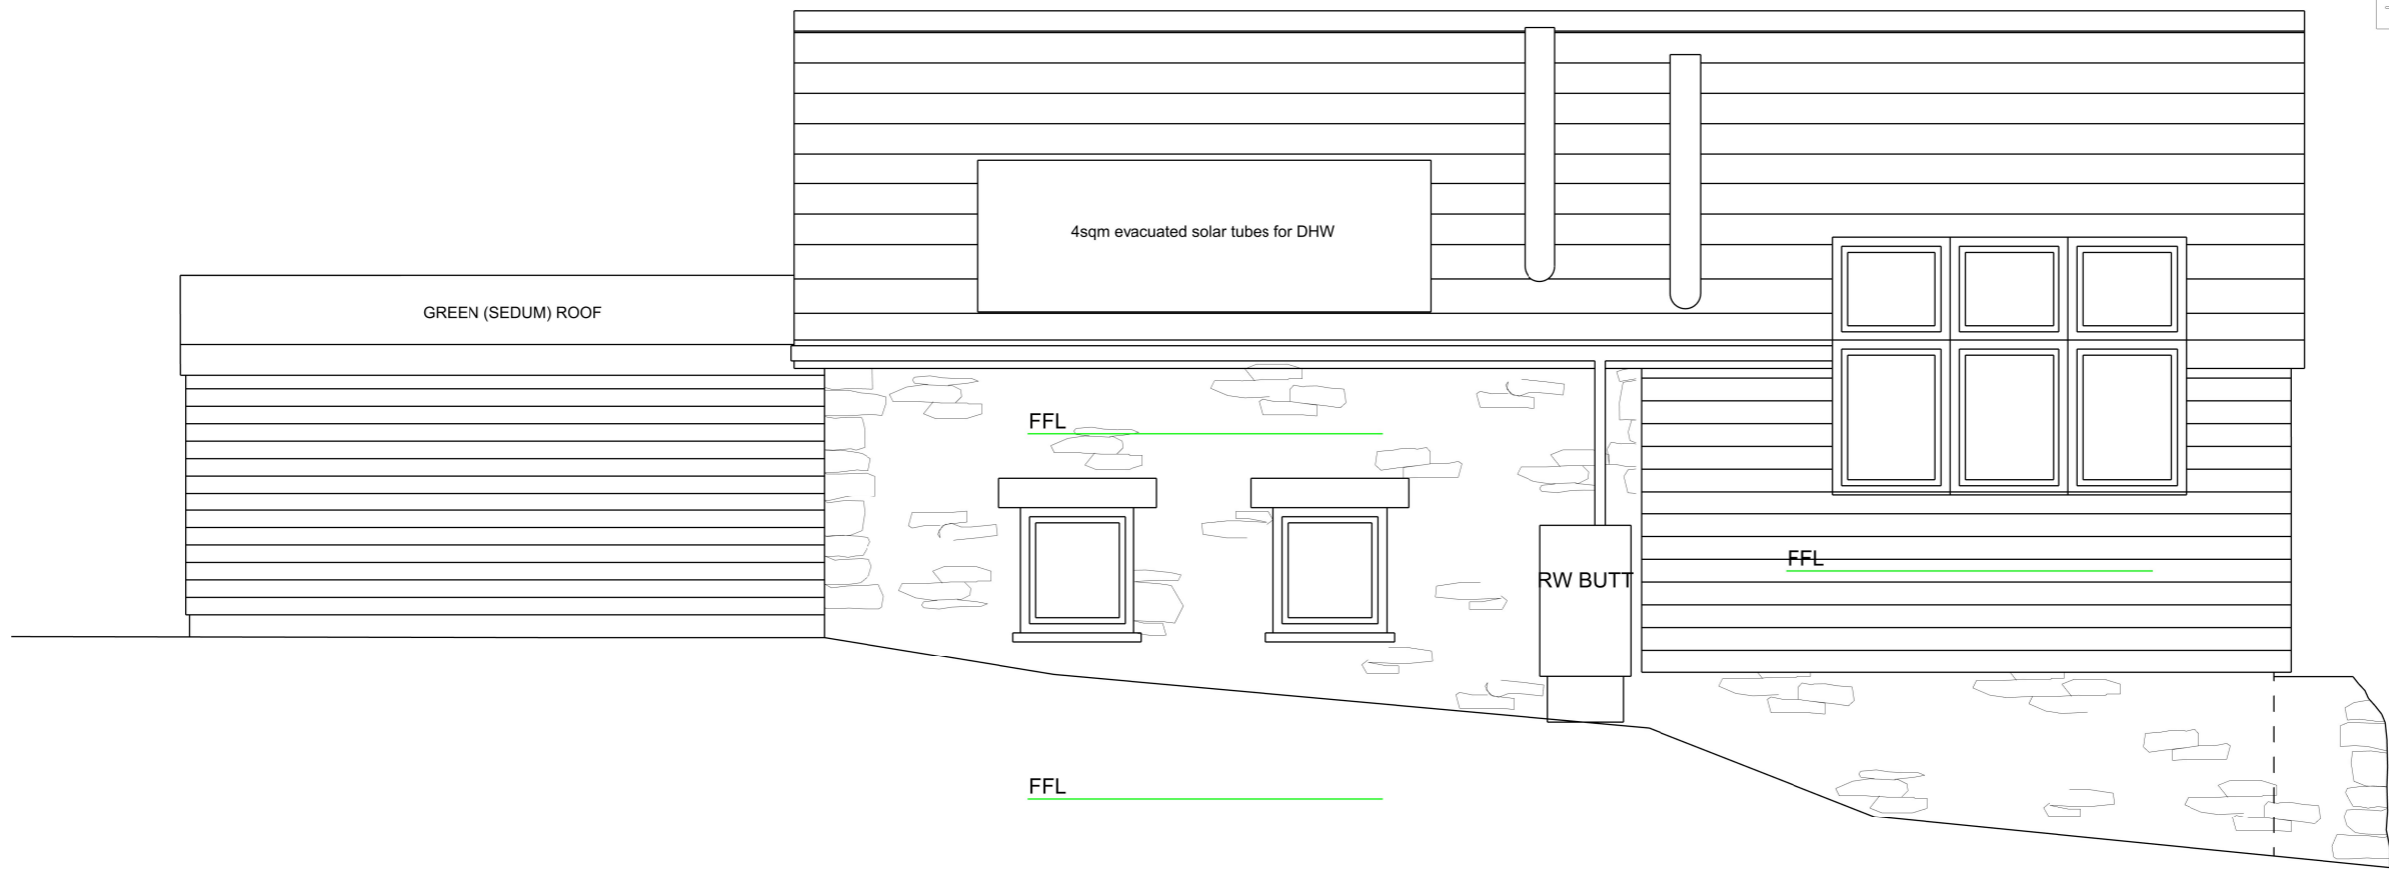 4sqm evacuated solar tubes for DHW
GREEN (SEDUM) ROOF
FFL
FFL
RW BUTT
FFL